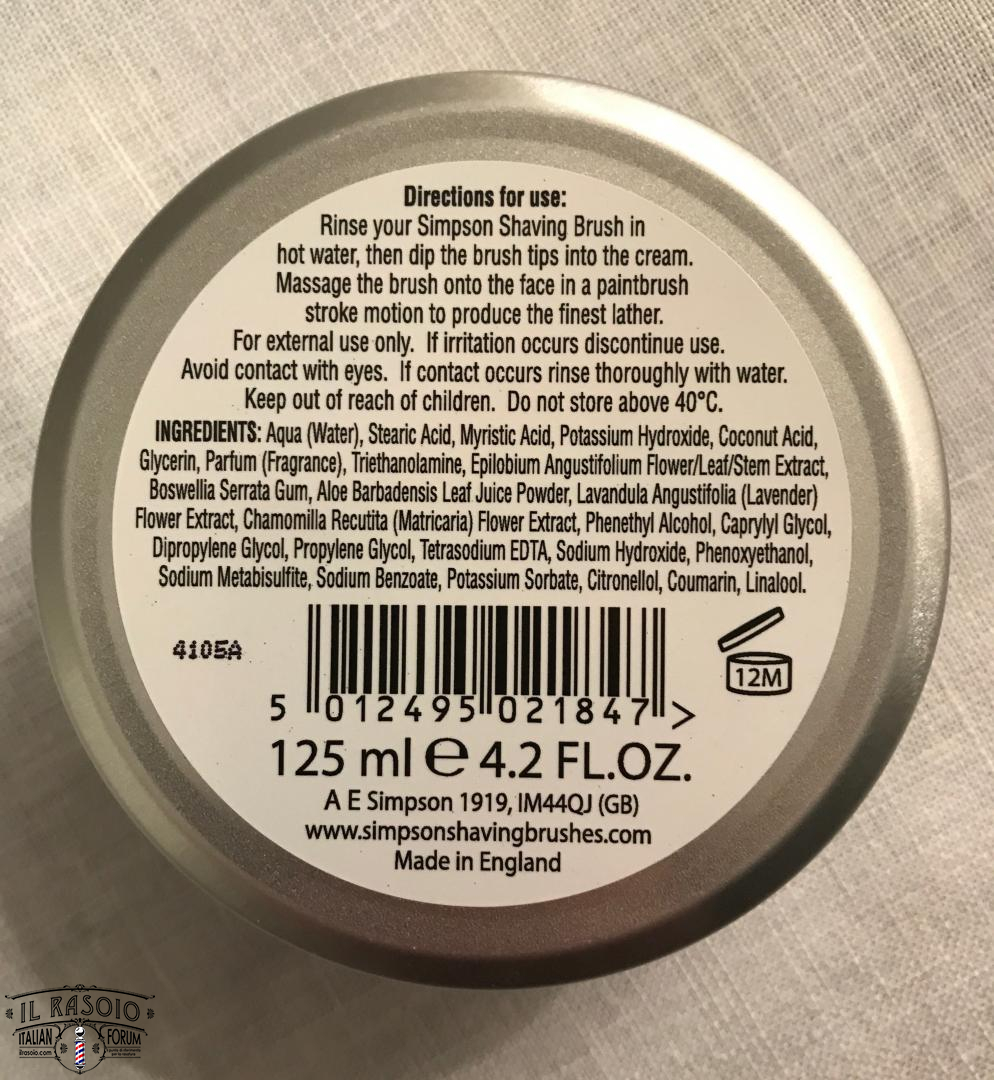 Directions for use:
Rinse your Simpson Shaving Brush in
hot water, then dip the brush tips into the cream.
Massage the brush onto the face in a paintbrush
stroke motion to produce the finest lather.
For external use only. If irritation occurs discontinue use.
Avoid contact with eyes. If contact occurs rinse thoroughly with water.
Keep out of reach of children. Do not store above 40°C.
INGREDIENTS: Aqua (Water), Stearic Acid, Myristic Acid, Potassium Hydroxide, Coconut Acid,
Glycerin, Parfum (Fragrance), Triethanolamine, Epilobium Angustifolium Flower/Leaf/Stem Extract,
Boswellia Serrata Gum, Aloe Barbadensis Leaf Juice Powder, Lavandula Angustifolia (Lavender)
Flower Extract, Chamomilla Recutita (Matricaria) Flower Extract, Phenethyl Alcohol, Caprylyl Glycol,
Dipropylene Glycol, Propylene Glycol, Tetrasodium EDTA, Sodium Hydroxide, Phenoxyethanol,
Sodium Metabisulfite, Sodium Benzoate, Potassium Sorbate, Citronellol, Coumarin, Linalool.
4105A
12M
5 012495 021847 >
125 ml ℮ 4.2 FL.OZ.
A E Simpson 1919, IM44QJ (GB)
www.simpsonshavingbrushes.com
Made in England
IL RASOIO
ITALIAN FORUM
ilrasoio.com